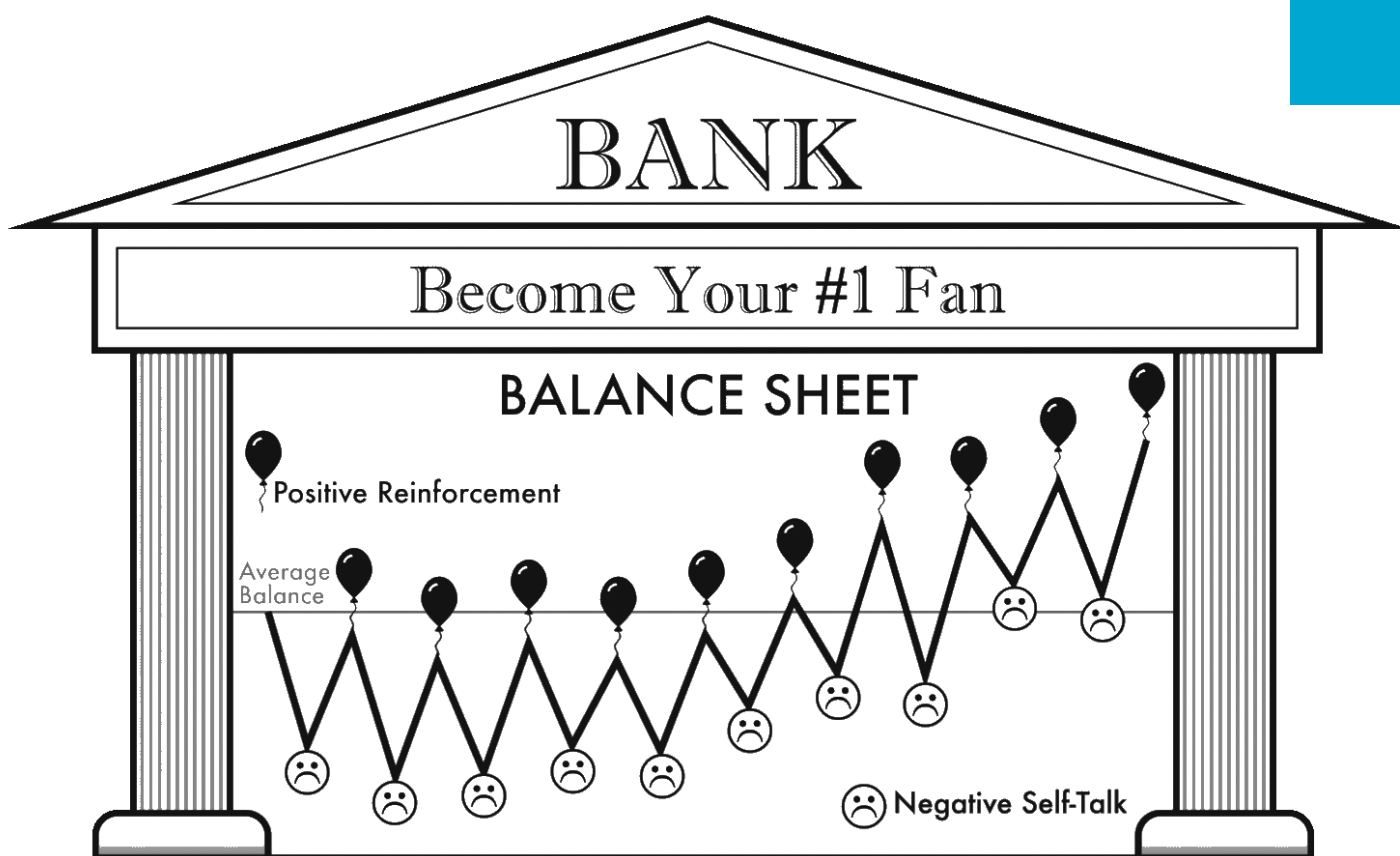 BANK
Become Your #1 Fan
BALANCE SHEET
Positive Reinforcement
Average
Balance
Negative Self-Talk